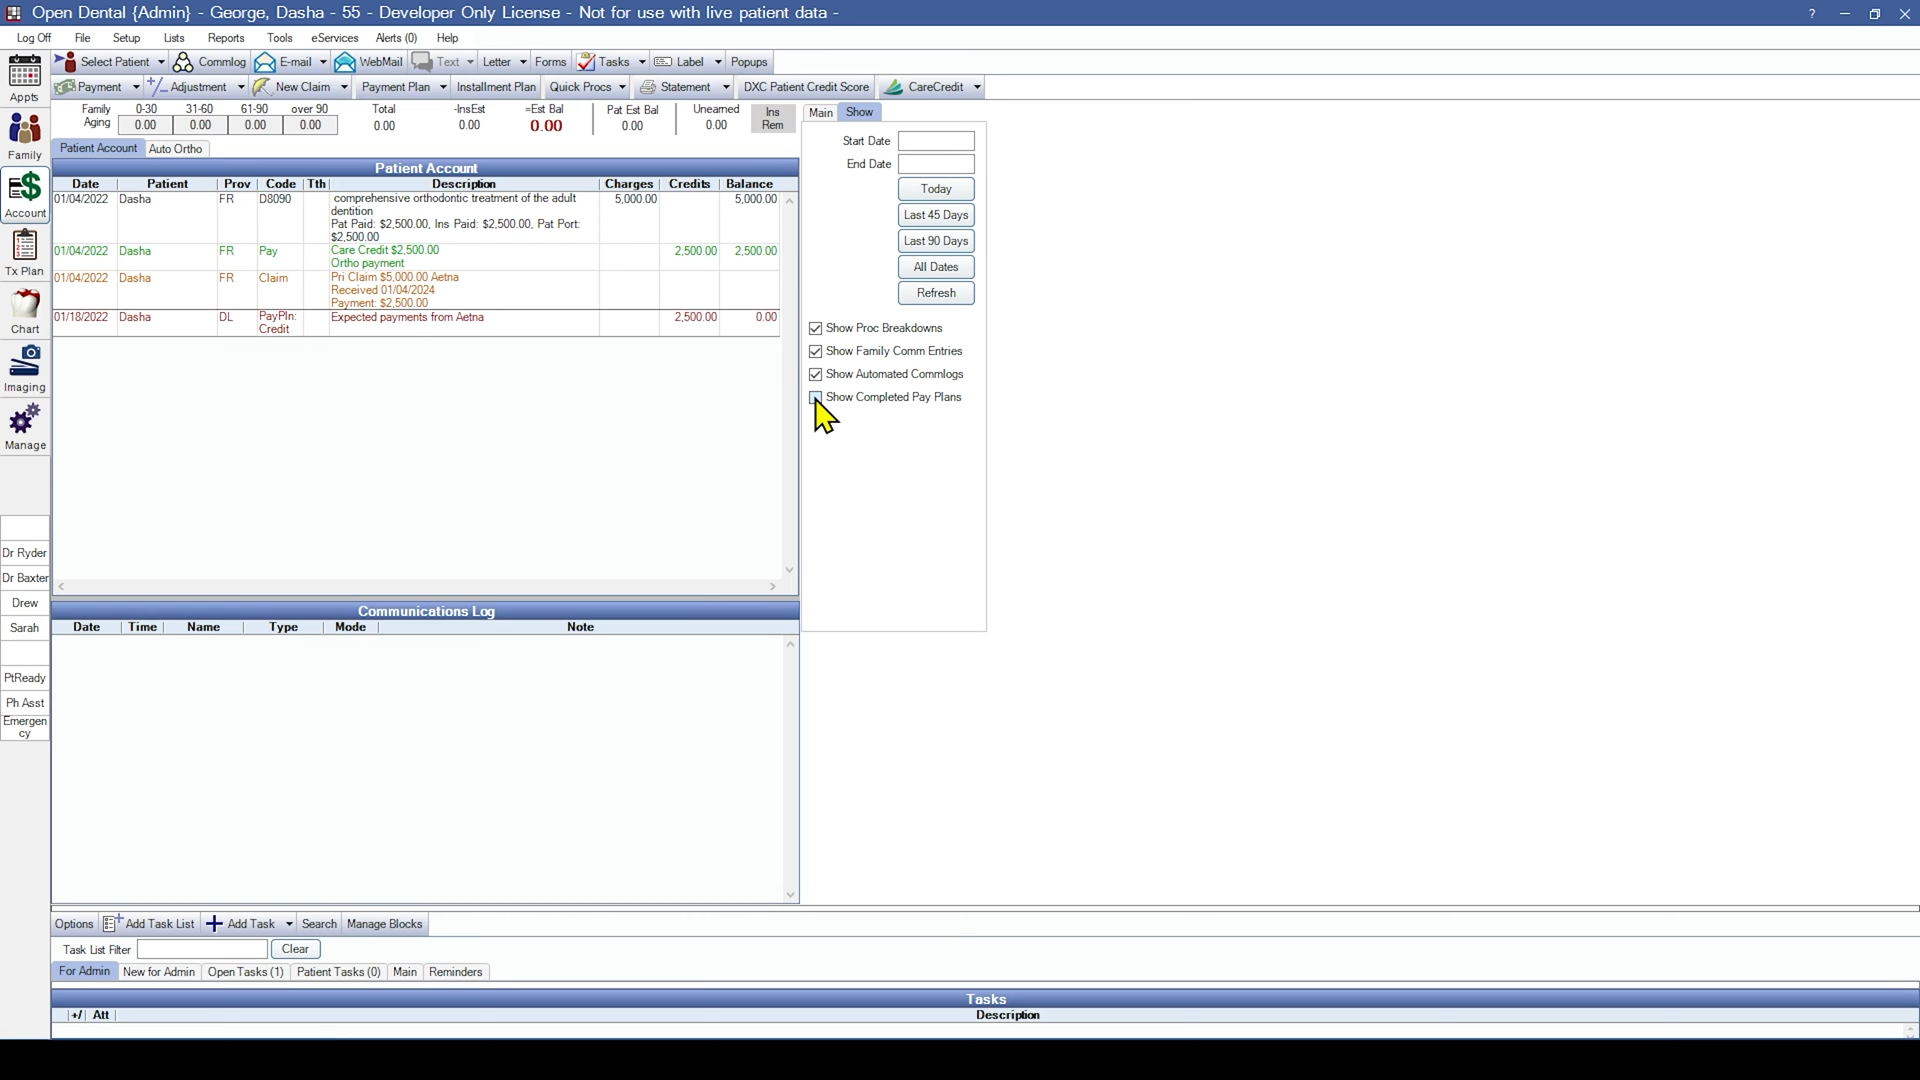 Open Dental {Admin} - George, Dasha - 55 - Developer Only License - Not for use with live patient data -
Log Off File Setup Lists Reports Tools eServices Alerts (0) Help
Appts
Family
Account
Tx Plan
Chart
Imaging
Manage
Dr Ryder
Dr Baxter
Drew
Sarah
PtReady
Ph Asst
Emergen
cy
Select Patient Commlog E-mail WebMail Text Letter Forms Tasks Label Popups
Payment Adjustment New Claim Payment Plan Installment Plan Quick Procs Statement DXC Patient Credit Score CareCredit
Family 0-30 31-60 61-90 over 90 Total -InsEst =Est Bal Pat Est Bal Unearned Ins
Aging 0.00 0.00 0.00 0.00 0.00 0.00 0.00 0.00 0.00 Rem
Patient Account Auto Ortho
Patient Account
Date Patient Prov Code Tth Description Charges Credits Balance
01/04/2022 Dasha FR D8090 comprehensive orthodontic treatment of the adult 5,000.00 5,000.00
dentition
Pat Paid: $2,500.00, Ins Paid: $2,500.00, Pat Port:
$2,500.00
01/04/2022 Dasha FR Pay Care Credit $2,500.00 2,500.00 2,500.00
Ortho payment
01/04/2022 Dasha FR Claim Pri Claim $5,000.00 Aetna
Received 01/04/2024
Payment: $2,500.00
01/18/2022 Dasha DL PayPln: Expected payments from Aetna 2,500.00 0.00
Credit
Main Show
Start Date
End Date
Today
Last 45 Days
Last 90 Days
All Dates
Refresh
Show Proc Breakdowns
Show Family Comm Entries
Show Automated Commlogs
Show Completed Pay Plans
Communications Log
Date Time Name Type Mode Note
Options Add Task List Add Task Search Manage Blocks
Task List Filter Clear
For Admin New for Admin Open Tasks (1) Patient Tasks (0) Main Reminders
Tasks
+/ Att Description